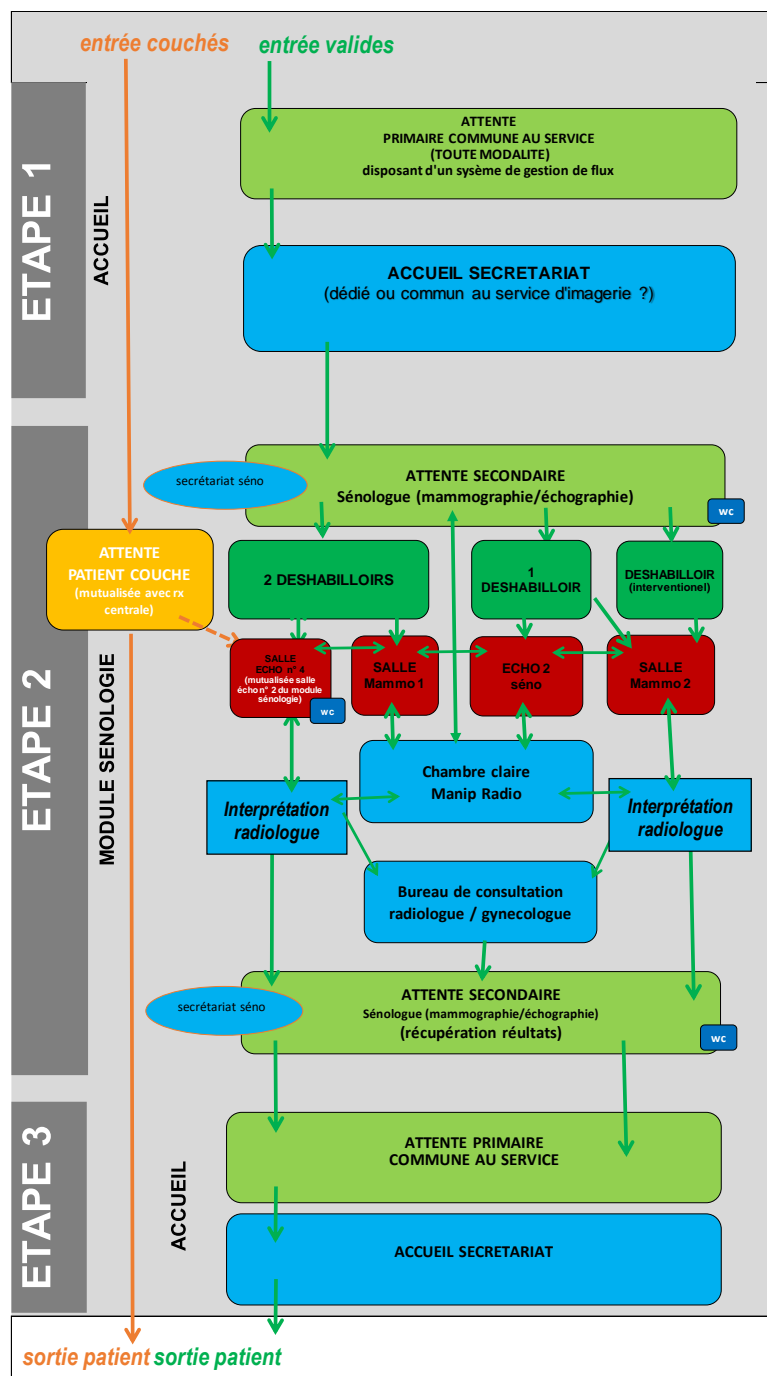 entrée couchés
entrée valides
ETAPE 1
ACCUEIL
ATTENTE
PRIMAIRE COMMUNE AU SERVICE
(TOUTE MODALITE)
disposant d'un sysème de gestion de flux
ACCUEIL SECRETARIAT
(dédié ou commun au service d'imagerie ?)
ETAPE 2
MODULE SENOLOGIE
secrétariat séno
ATTENTE SECONDAIRE
Sénologue (mammographie/échographie)
wc
ATTENTE
PATIENT COUCHE
(mutualisée avec rx
centrale)
2 DESHABILLOIRS
1
DESHABILLOIR
DESHABILLOIR
(interventionel)
SALLE
ECHO n° 4
(mutualisée salle
écho n° 2 du module
sénologie)
wc
SALLE
Mammo 1
ECHO 2
séno
SALLE
Mammo 2
Chambre claire
Manip Radio
Interprétation
radiologue
Interprétation
radiologue
Bureau de consultation
radiologue / gynecologue
secrétariat séno
ATTENTE SECONDAIRE
Sénologue (mammographie/échographie)
(récupération réultats)
wc
ETAPE 3
ACCUEIL
ATTENTE PRIMAIRE
COMMUNE AU SERVICE
ACCUEIL SECRETARIAT
sortie patient
sortie patient